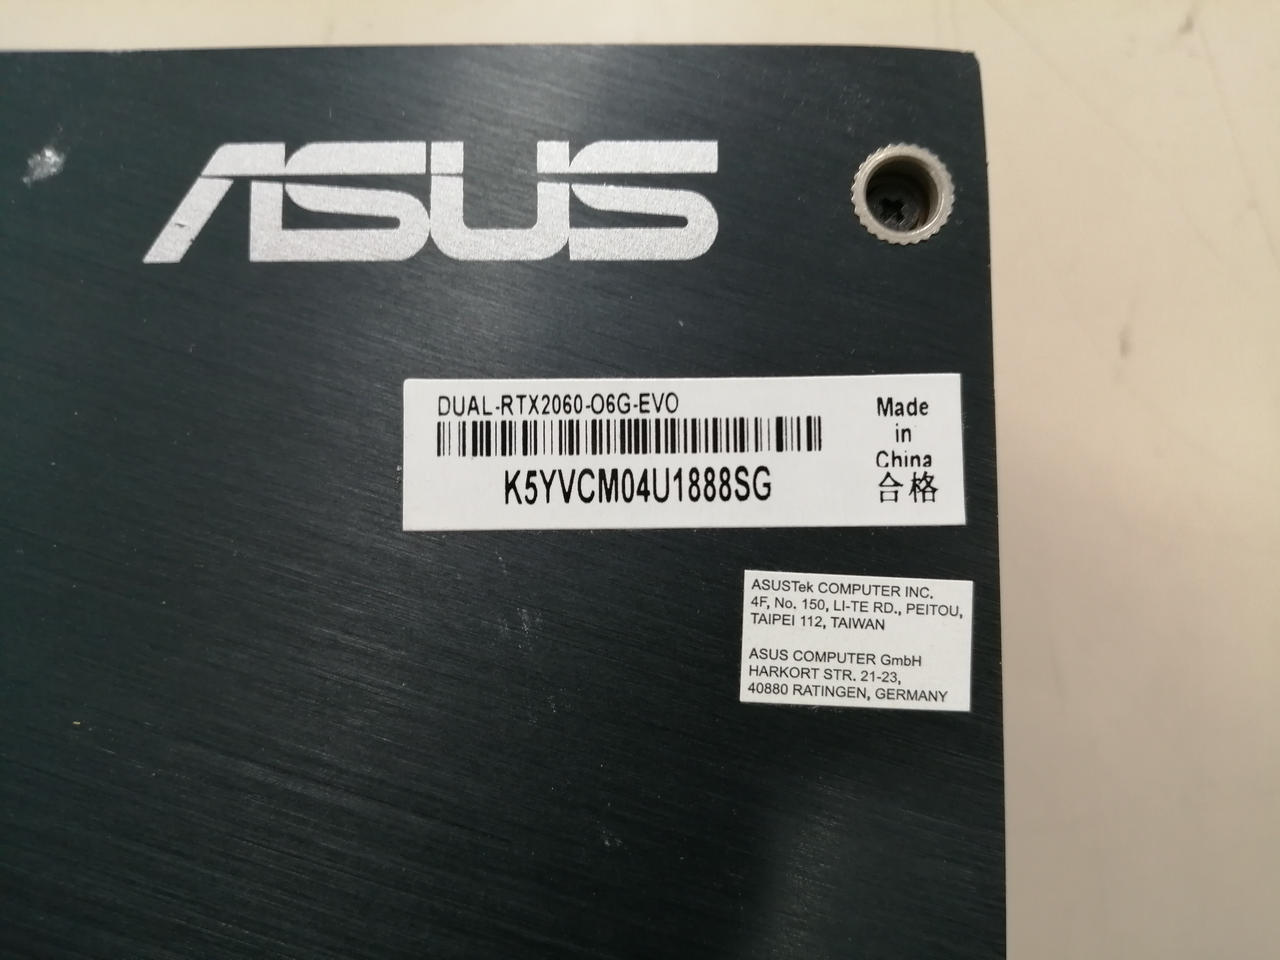 ASUS
DUAL-RTX2060-O6G-EVO
K5YVCM04U1888SG
Made
in
China
合格
ASUSTek COMPUTER INC.
4F, No. 150, LI-TE RD., PEITOU,
TAIPEI 112, TAIWAN
ASUS COMPUTER GmbH
HARKORT STR. 21-23,
40880 RATINGEN, GERMANY